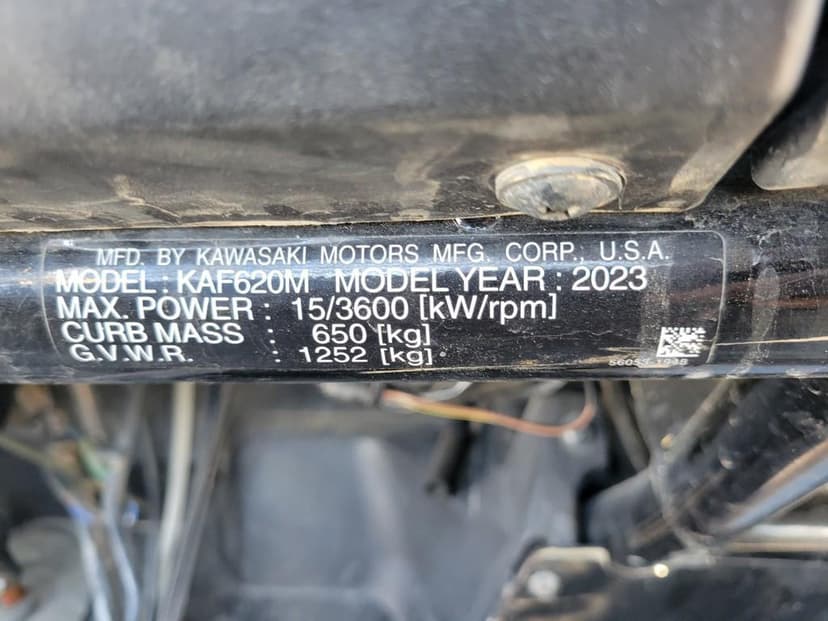 MFD. BY KAWASAKI MOTORS MFG. CORP., U.S.A.
MODEL : KAF620M MODEL YEAR : 2023
MAX. POWER : 15/3600 [kW/rpm]
CURB MASS : 650 [kg]
G.V.W.R. : 1252 [kg]